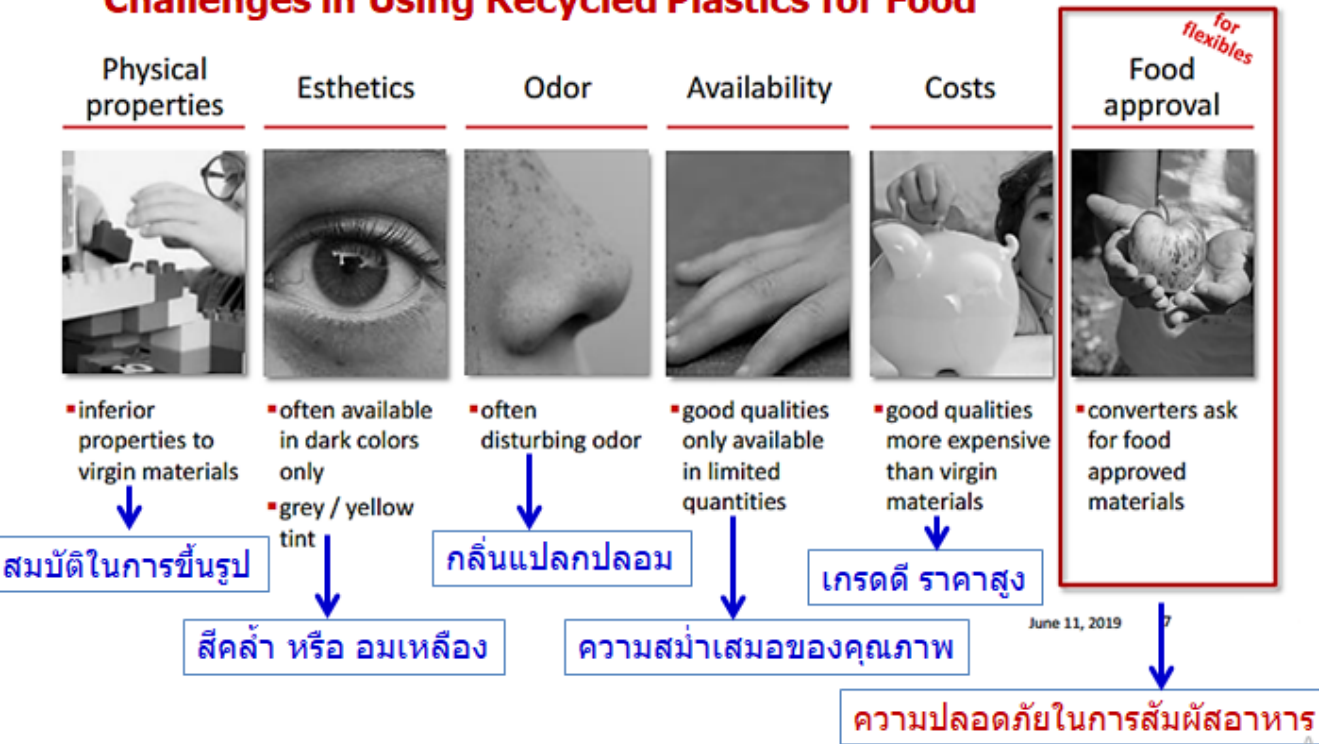 Challenges in Using Recycled Plastics for Food
for
flexibles
Physical
properties
Esthetics
Odor
Availability
Costs
Food
approval
▪inferior
properties to
virgin materials
▪often available
in dark colors
only
▪grey / yellow
tint
▪often
disturbing odor
▪good qualities
only available
in limited
quantities
▪good qualities
more expensive
than virgin
materials
▪converters ask
for food
approved
materials
สมบัติในการขึ้นรูป
สีคล้ำ หรือ อมเหลือง
กลิ่นแปลกปลอม
ความสม่ำเสมอของคุณภาพ
เกรดดี ราคาสูง
June 11, 2019
7
ความปลอดภัยในการสัมผัสอาหาร